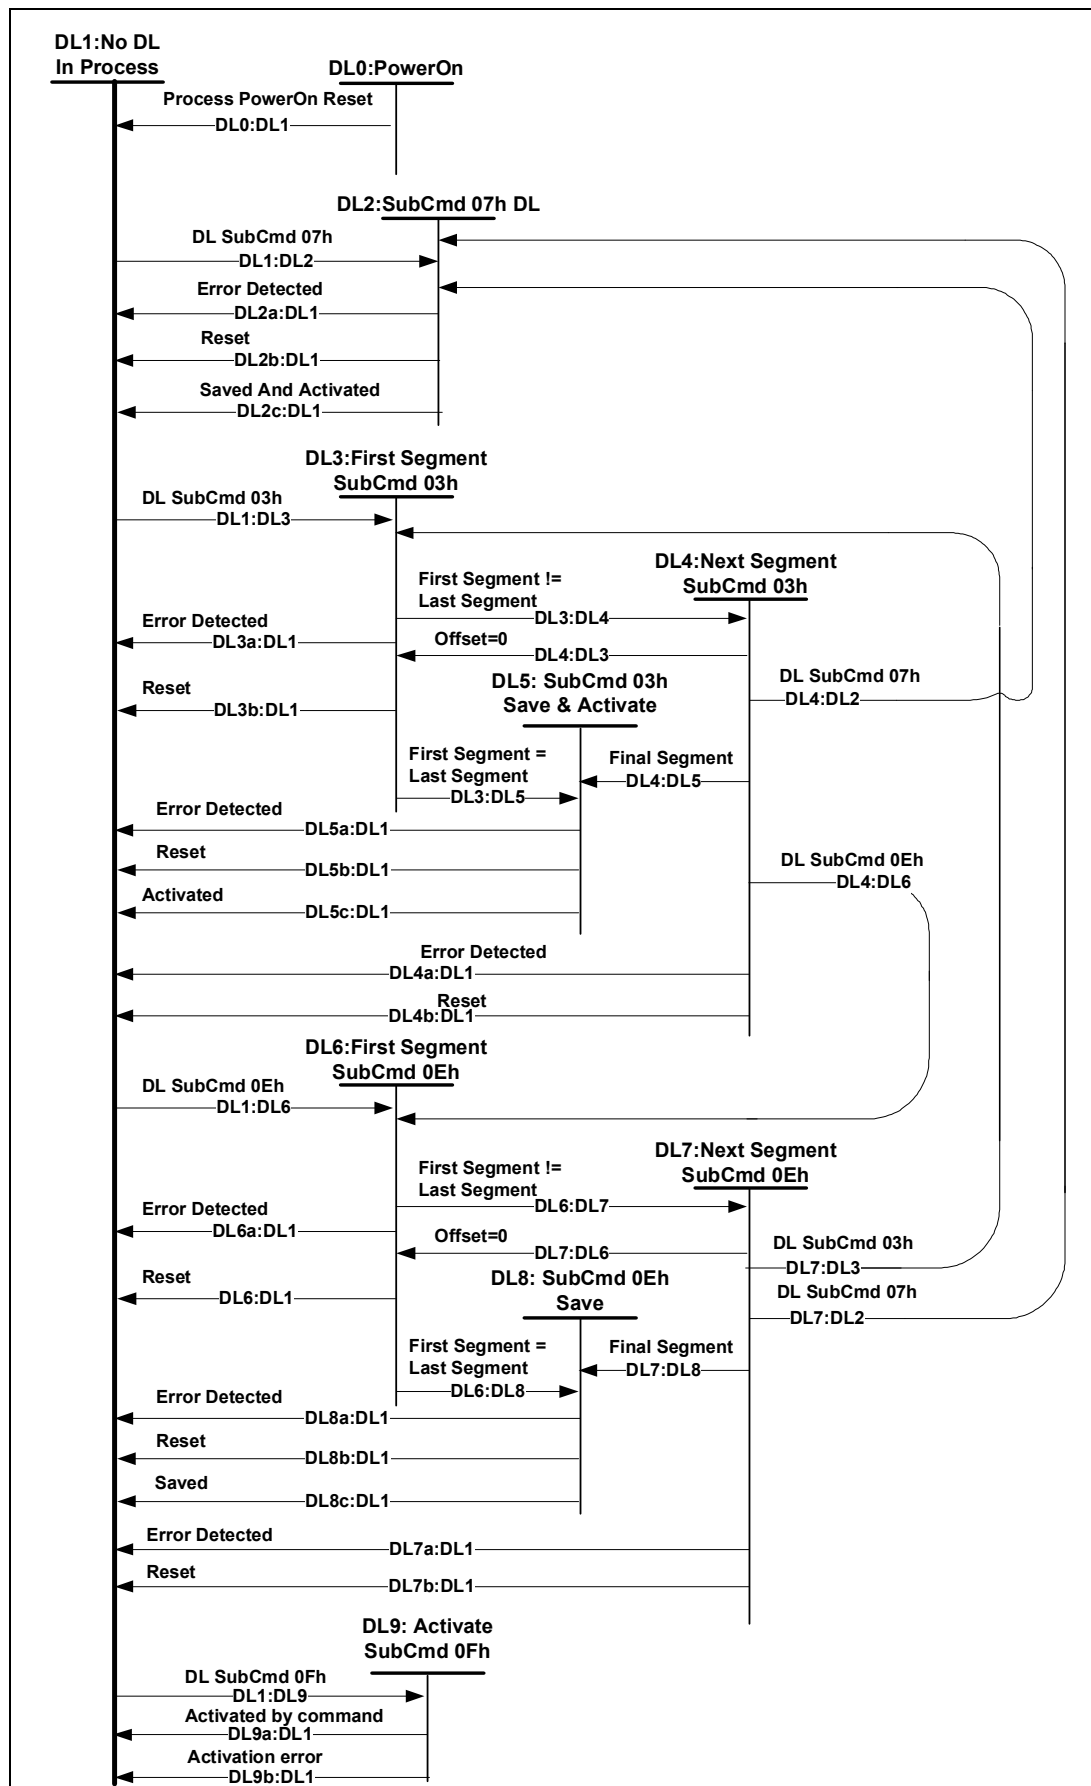 DL1:No DL
In Process
DL0:PowerOn
Process PowerOn Reset
DL0:DL1
DL2:SubCmd 07h DL
DL SubCmd 07h
DL1:DL2
Error Detected
DL2a:DL1
Reset
DL2b:DL1
Saved And Activated
DL2c:DL1
DL3:First Segment
SubCmd 03h
DL SubCmd 03h
DL1:DL3
DL4:Next Segment
SubCmd 03h
First Segment !=
Last Segment
DL3:DL4
Error Detected
DL3a:DL1
Offset=0
DL4:DL3
DL5: SubCmd 03h
Save & Activate
DL SubCmd 07h
DL4:DL2
Reset
DL3b:DL1
First Segment =
Last Segment
DL3:DL5
Final Segment
DL4:DL5
Error Detected
DL5a:DL1
Reset
DL5b:DL1
DL SubCmd 0Eh
DL4:DL6
Activated
DL5c:DL1
Error Detected
DL4a:DL1
Reset
DL4b:DL1
DL6:First Segment
SubCmd 0Eh
DL SubCmd 0Eh
DL1:DL6
DL7:Next Segment
SubCmd 0Eh
First Segment !=
Last Segment
DL6:DL7
Error Detected
DL6a:DL1
Offset=0
DL7:DL6
DL SubCmd 03h
DL7:DL3
Reset
DL6:DL1
DL8: SubCmd 0Eh
Save
DL SubCmd 07h
DL7:DL2
First Segment =
Last Segment
DL6:DL8
Final Segment
DL7:DL8
Error Detected
DL8a:DL1
Reset
DL8b:DL1
Saved
DL8c:DL1
Error Detected
DL7a:DL1
Reset
DL7b:DL1
DL9: Activate
SubCmd 0Fh
DL SubCmd 0Fh
DL1:DL9
Activated by command
DL9a:DL1
Activation error
DL9b:DL1